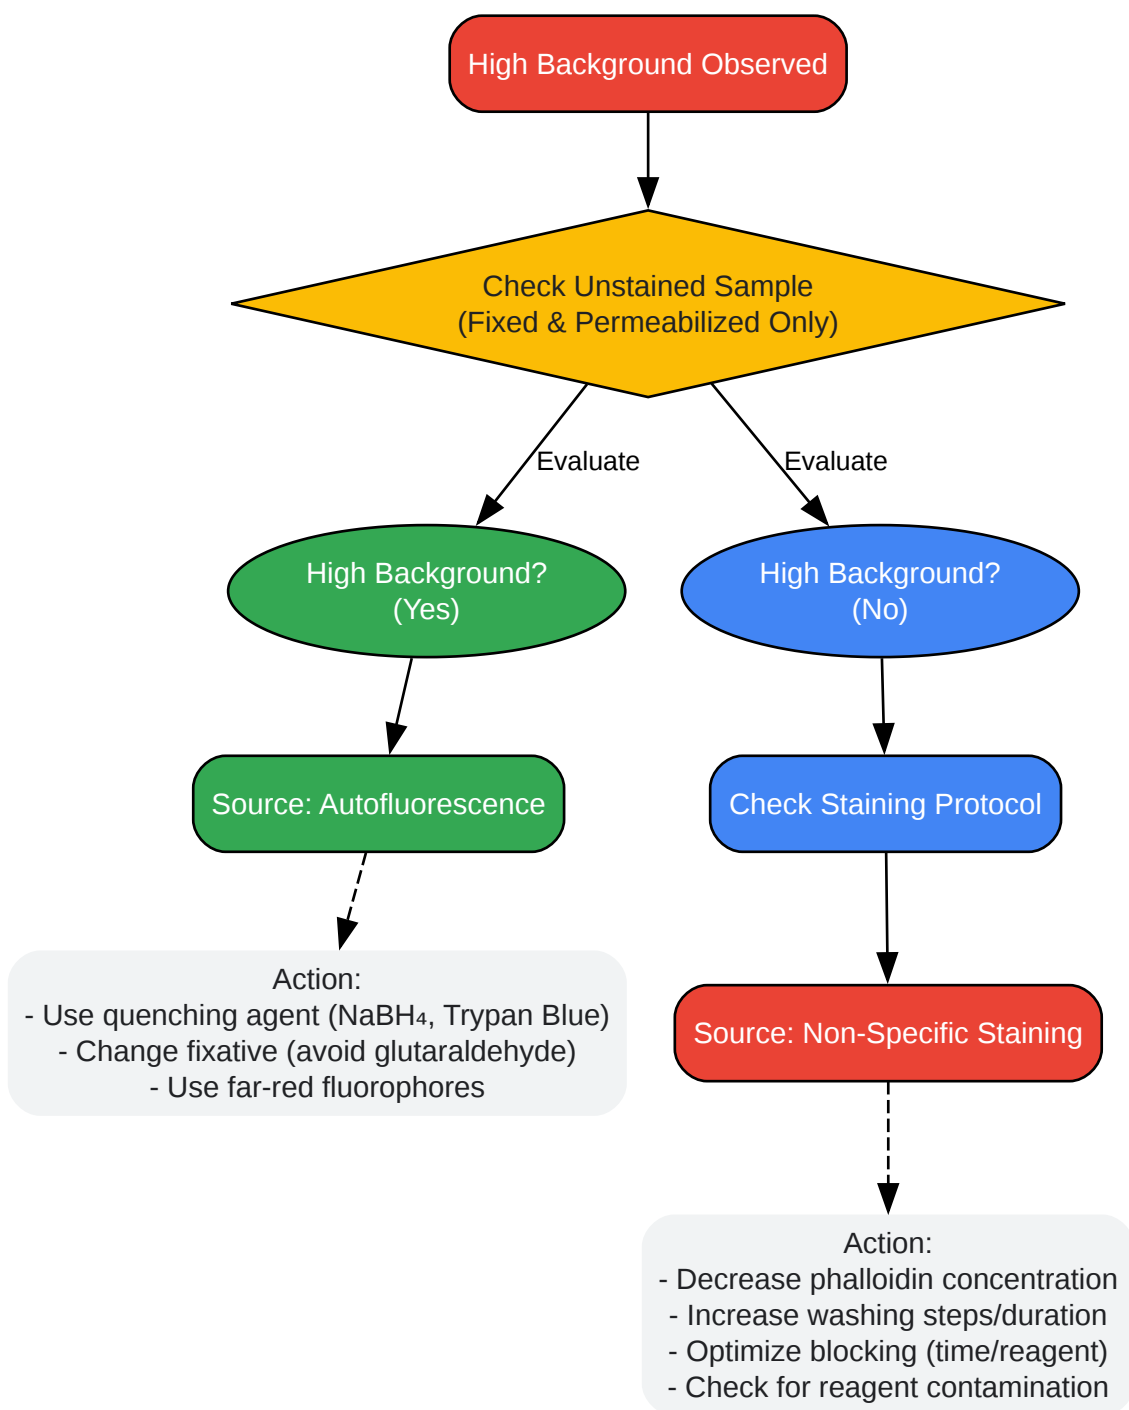 High Background Observed
Check Unstained Sample
(Fixed & Permeabilized Only)
Evaluate
Evaluate
High Background?
(Yes)
High Background?
(No)
Source: Autofluorescence
Check Staining Protocol
Action:
- Use quenching agent (NaBH₄, Trypan Blue)
- Change fixative (avoid glutaraldehyde)
- Use far-red fluorophores
Source: Non-Specific Staining
Action:
- Decrease phalloidin concentration
- Increase washing steps/duration
- Optimize blocking (time/reagent)
- Check for reagent contamination